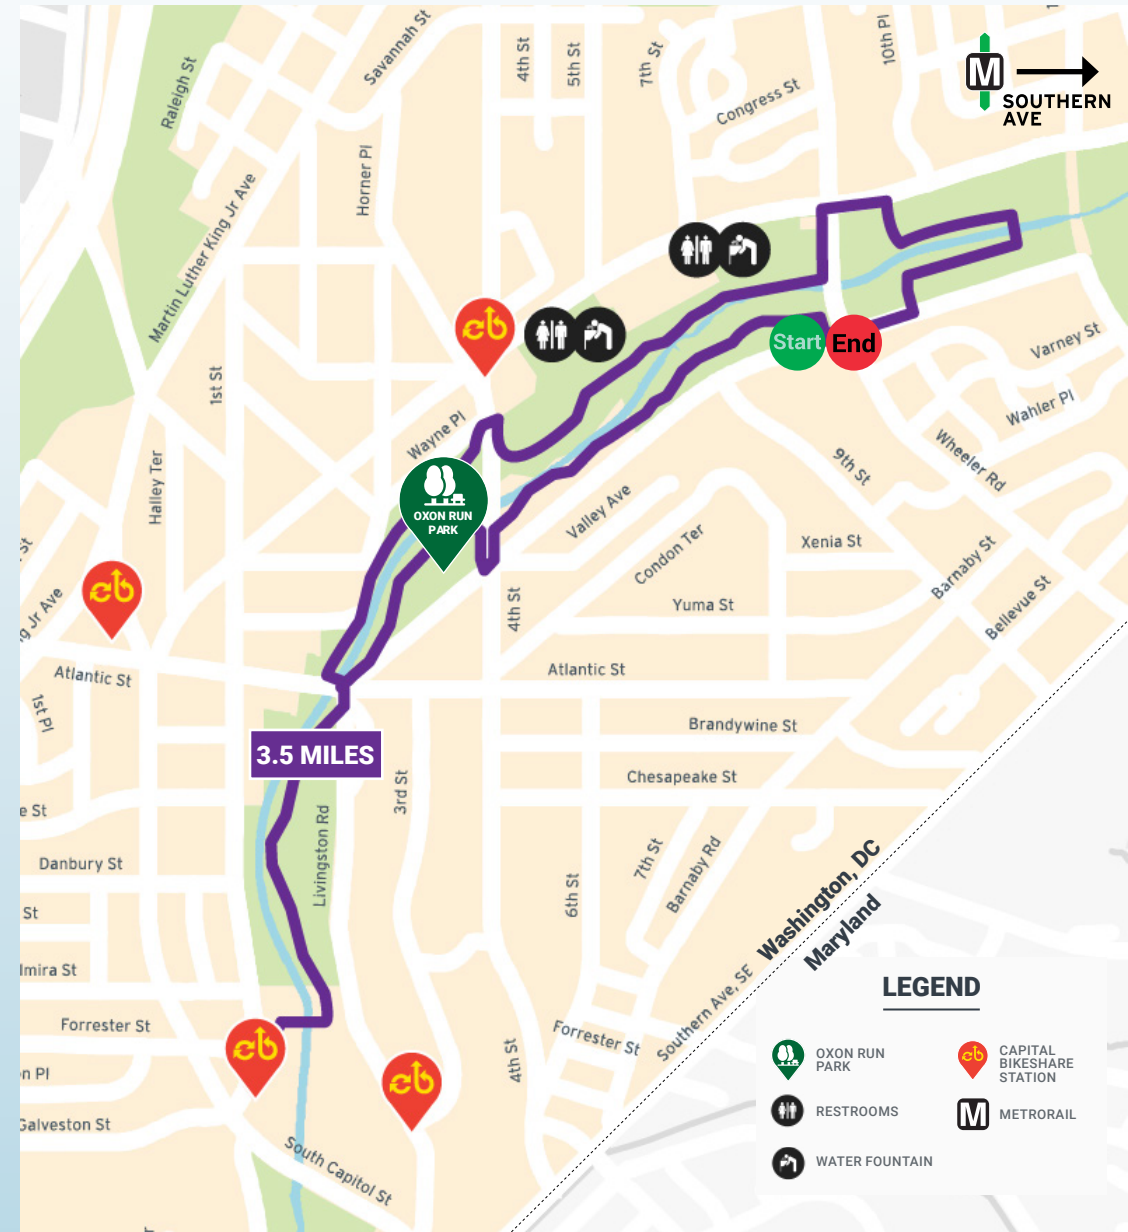 Raleigh St
Savannah St
4th St
5th St
7th St
10th Pl
Congress St
M
SOUTHERN
AVE
Horner Pl
Martin Luther King Jr Ave
1st St
Wayne Pl
Start
End
Varney St
Wahler Pl
Wheeler Rd
9th St
Halley Ter
OXON RUN
PARK
Valley Ave
Condon Ter
Xenia St
Barnaby St
Bellevue St
St
g Jr Ave
4th St
Yuma St
Atlantic St
Atlantic St
1st Pl
Brandywine St
3.5 MILES
Chesapeake St
3rd St
Livingston Rd
e St
Danbury St
7th St
Barnaby Rd
6th St
Washington, DC
Maryland
St
lmira St
Forrester St
Forrester St
Southern Ave, SE
4th St
n Pl
Galveston St
South Capitol St
LEGEND
OXON RUN
PARK
CAPITAL
BIKESHARE
STATION
RESTROOMS
M
METRORAIL
WATER FOUNTAIN